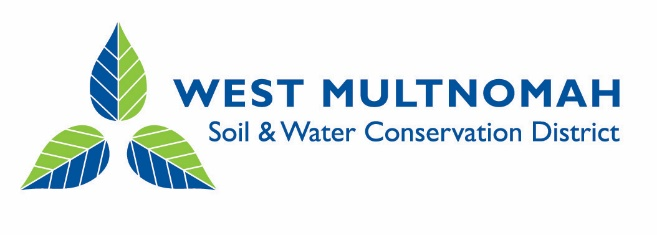 WEST MULTNOMAH
Soil & Water Conservation District